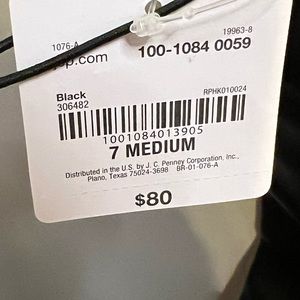 1076-A 19963-8
jcp.com 100-1084 0059
Black RPHK010024
306482
1001084013905
7 MEDIUM
Distributed in the U.S. by J. C. Penney Corporation, Inc.,
Plano, Texas 75024-3698 BR-01-076-A
$80